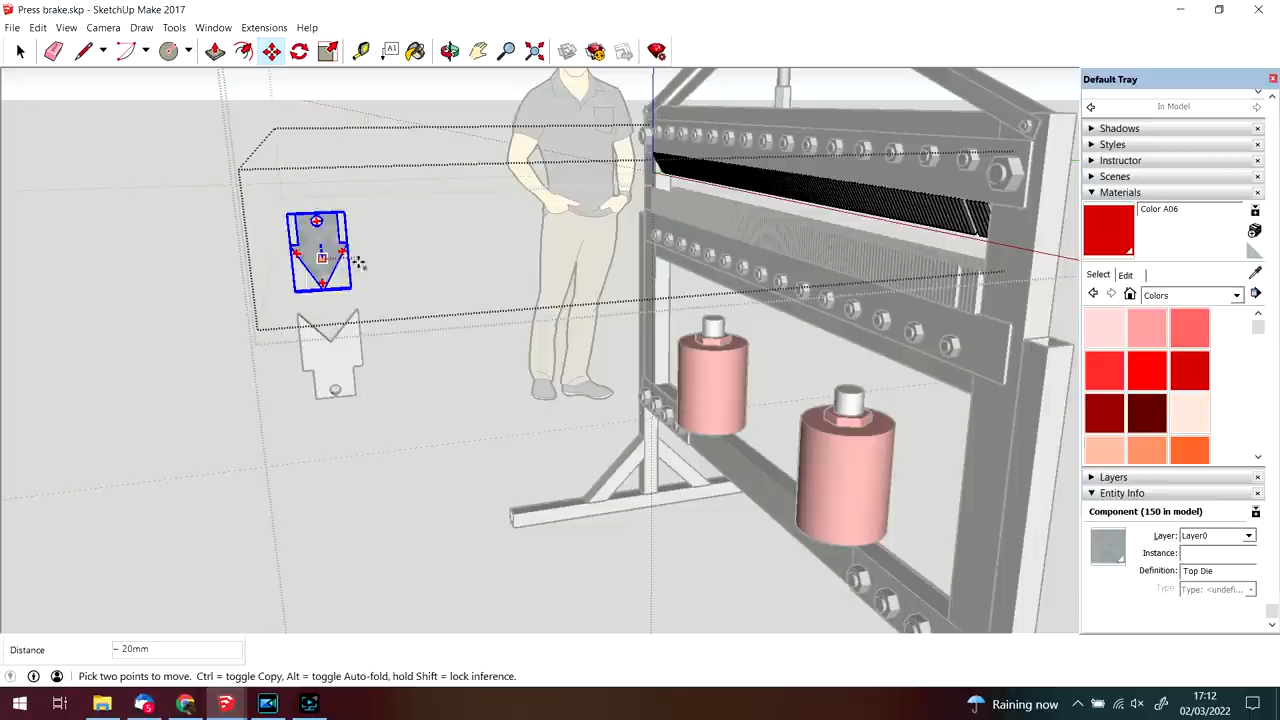 Press brake.skp - SketchUp Make 2017
File Edit View Camera Draw Tools Window Extensions Help
A1
Default Tray
In Model
Shadows
Styles
Instructor
Scenes
Materials
Color A06
Select Edit
Colors
Layers
Entity Info
Component (150 in model)
Layer: Layer0
Instance:
Definition: Top Die
Type Type: <undefi...
Distance ~ 20mm
Pick two points to move. Ctrl = toggle Copy, Alt = toggle Auto-fold, hold Shift = lock inference.
Raining now
17:12
02/03/2022